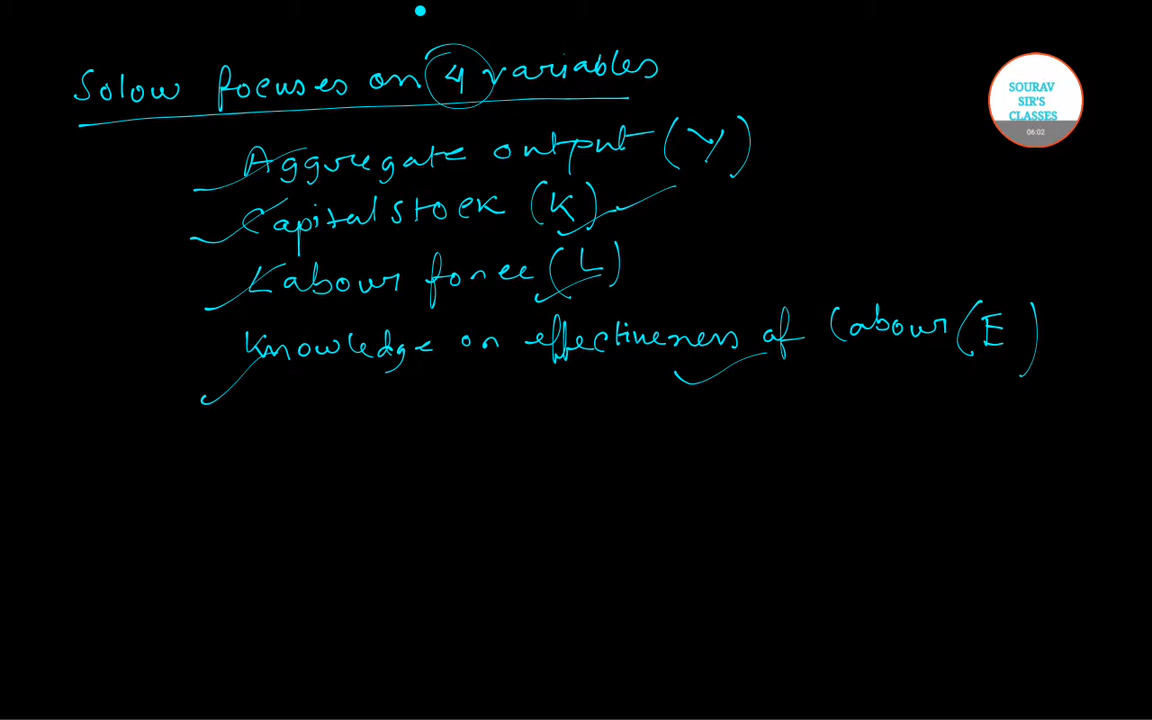 Solow focuses on 4 variables
SOURAV
SIR'S
CLASSES
06:02
Aggregate output (Y)
Capital stock (K)
Labour force (L)
Knowledge or effectiveness of labour (E)